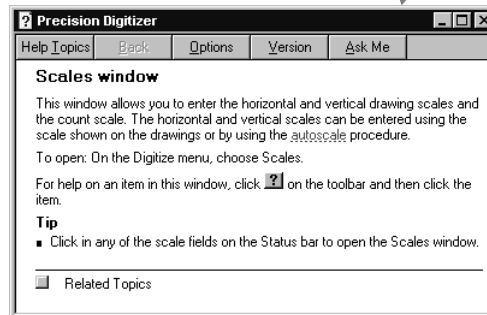 ? Precision Digitizer
Help Topics Back Options Version Ask Me
Scales window
This window allows you to enter the horizontal and vertical drawing scales and
the count scale. The horizontal and vertical scales can be entered using the
scale shown on the drawings or by using the autoscale procedure.
To open: On the Digitize menu, choose Scales.
For help on an item in this window, click ? on the toolbar and then click the
item.
Tip
▪ Click in any of the scale fields on the Status bar to open the Scales window.
Related Topics